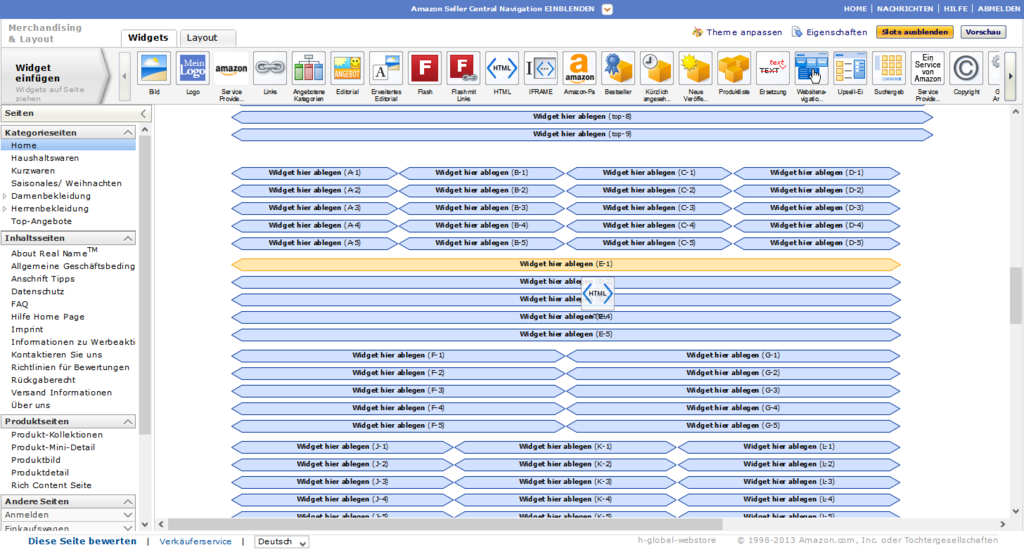 Amazon Seller Central Navigation EINBLENDEN
HOME | NACHRICHTEN | HILFE | ABMELDEN
Merchandising
& Layout
Widgets
Layout
Theme anpassen
Eigenschaften
Slots ausblenden
Vorschau
Widget
einfügen
Widgets auf Seite
ziehen
Mein
Logo
amazon
ANGEBOT
HTML
amazon
text
TEXT
Ein
Service
von
Amazon
Bild
Logo
Service
Provide...
Links
Angebotene
Kategorien
Editorial
Erweitertes
Editorial
Flash
Flash mit
Links
HTML
IFRAME
Amazon-Pa
Bestseller
Kürzlich
angeseh...
Neue
Veröffe...
Produktliste
Ersetzung
Websitena-
vigatio...
Upsell-Ei
Suchergeb
Service
Provide...
Copyright
Seiten
Kategorieseiten
Home
Haushaltswaren
Kurzwaren
Saisonales/ Weihnachten
Damenbekleidung
Herrenbekleidung
Top-Angebote
Inhaltsseiten
About Real Name TM
Allgemeine Geschäftsbeding
Anschrift Tipps
Datenschutz
FAQ
Hilfe Home Page
Imprint
Informationen zu Werbeakti
Kontaktieren Sie uns
Richtlinien für Bewertungen
Rückgaberecht
Versand Informationen
Über uns
Produktseiten
Produkt-Kollektionen
Produkt-Mini-Detail
Produktbild
Produktdetail
Rich Content Seite
Andere Seiten
Anmelden
Einkaufswagen
Widget hier ablegen (top-8)
Widget hier ablegen (top-9)
Widget hier ablegen (A-1) Widget hier ablegen (B-1) Widget hier ablegen (C-1) Widget hier ablegen (D-1)
Widget hier ablegen (A-2) Widget hier ablegen (B-2) Widget hier ablegen (C-2) Widget hier ablegen (D-2)
Widget hier ablegen (A-3) Widget hier ablegen (B-3) Widget hier ablegen (C-3) Widget hier ablegen (D-3)
Widget hier ablegen (A-4) Widget hier ablegen (B-4) Widget hier ablegen (C-4) Widget hier ablegen (D-4)
Widget hier ablegen (A-5) Widget hier ablegen (B-5) Widget hier ablegen (C-5) Widget hier ablegen (D-5)
Widget hier ablegen (E-1)
Widget hier able
Widget hier able
HTML
Widget hier ablegen
Widget hier ablegen (E-5)
Widget hier ablegen (F-1) Widget hier ablegen (G-1)
Widget hier ablegen (F-2) Widget hier ablegen (G-2)
Widget hier ablegen (F-3) Widget hier ablegen (G-3)
Widget hier ablegen (F-4) Widget hier ablegen (G-4)
Widget hier ablegen (F-5) Widget hier ablegen (G-5)
Widget hier ablegen (J-1) Widget hier ablegen (K-1) Widget hier ablegen (L-1)
Widget hier ablegen (J-2) Widget hier ablegen (K-2) Widget hier ablegen (L-2)
Widget hier ablegen (J-3) Widget hier ablegen (K-3) Widget hier ablegen (L-3)
Widget hier ablegen (J-4) Widget hier ablegen (K-4) Widget hier ablegen (L-4)
Widget hier ablegen (J-5) Widget hier ablegen (K-5) Widget hier ablegen (L-5)
Diese Seite bewerten | Verkäuferservice | Deutsch
h-global-webstore © 1998-2013 Amazon.com, Inc. oder Tochtergesellschaften